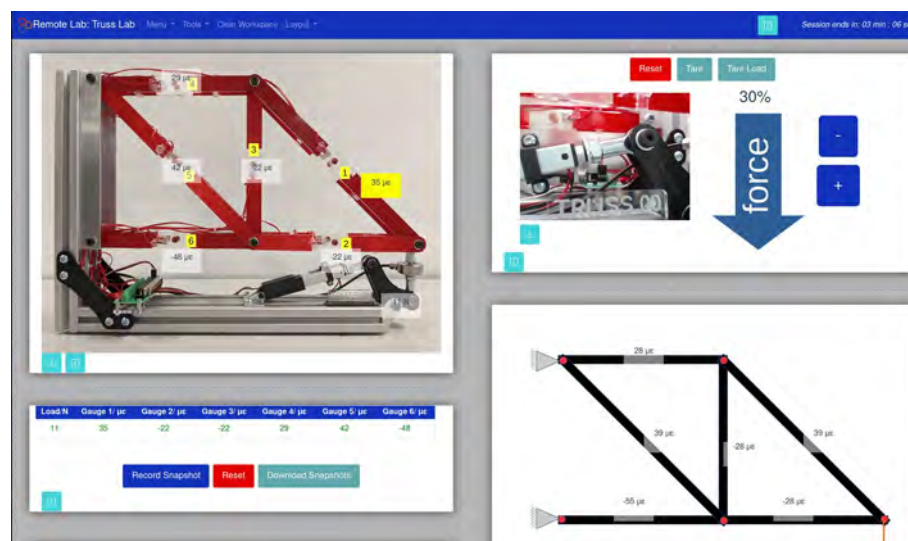 Remote Lab: Truss Lab Menu Tools Clean Workspace Layout
Session ends in: 03 min : 06 se
29 µε
4
3
42 µε
5
-22 µε
1
35 µε
6
-48 µε
2
-22 µε
Load/N Gauge 1/ µε Gauge 2/ µε Gauge 3/ µε Gauge 4/ µε Gauge 5/ µε Gauge 6/ µε
11 35 -22 -22 29 42 -48
Record Snapshot Reset Download Snapshots
Reset Tare Tare Load
30%
TRUSS 00
force
-
+
28 µε
39 µε
-28 µε
39 µε
-55 µε
-28 µε